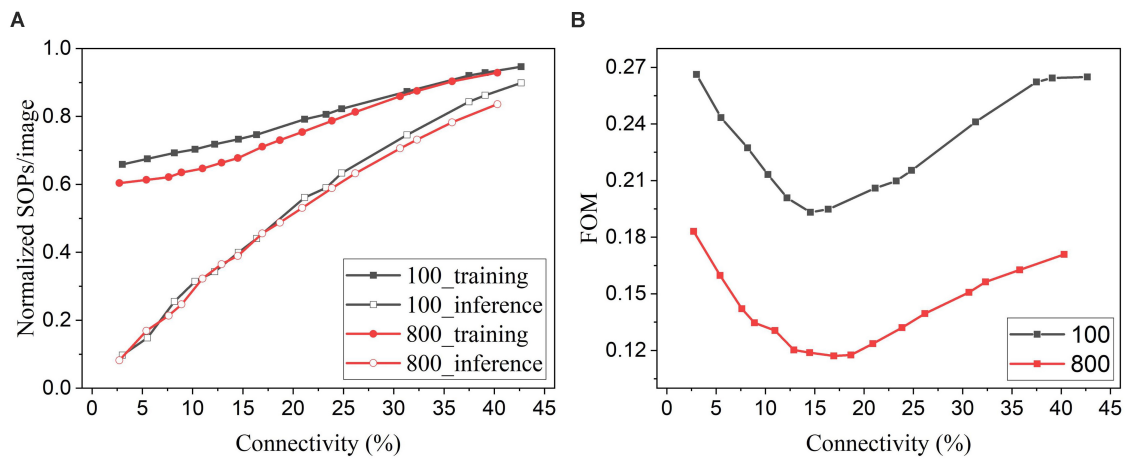 A
B
Normalized SOPs/image
1.0
0.8
0.6
0.4
0.2
0.0
100_training
100_inference
800_training
800_inference
0 5 10 15 20 25 30 35 40 45
Connectivity (%)
FOM
0.27
0.24
0.21
0.18
0.15
0.12
100
800
0 5 10 15 20 25 30 35 40 45
Connectivity (%)